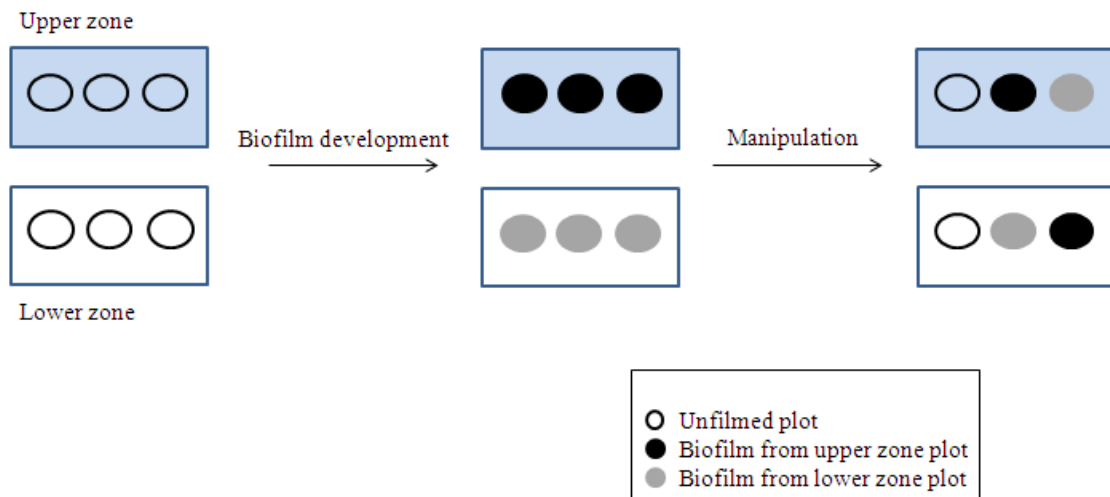 Upper zone
Biofilm development
Manipulation
Lower zone
Unfilmed plot
Biofilm from upper zone plot
Biofilm from lower zone plot